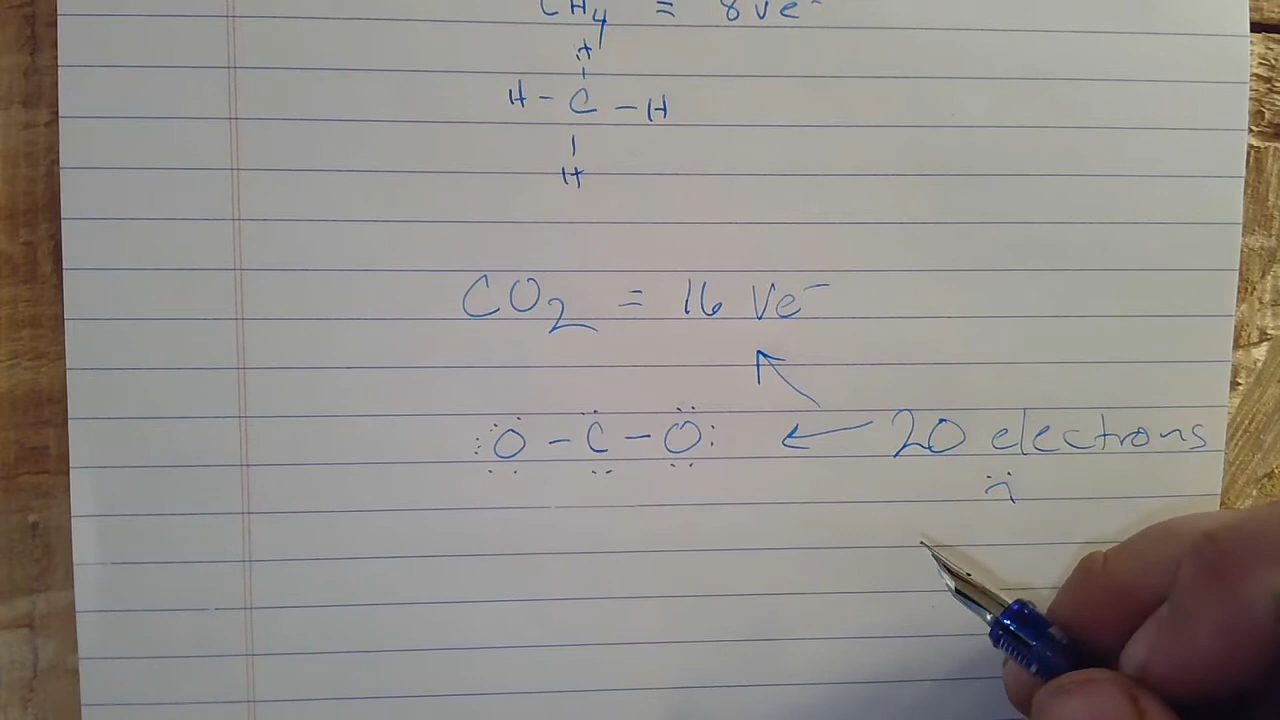 CH4 = 8 ve-
H
H - C - H
H
CO2 = 16 Ve-
O - C - O 20 electrons